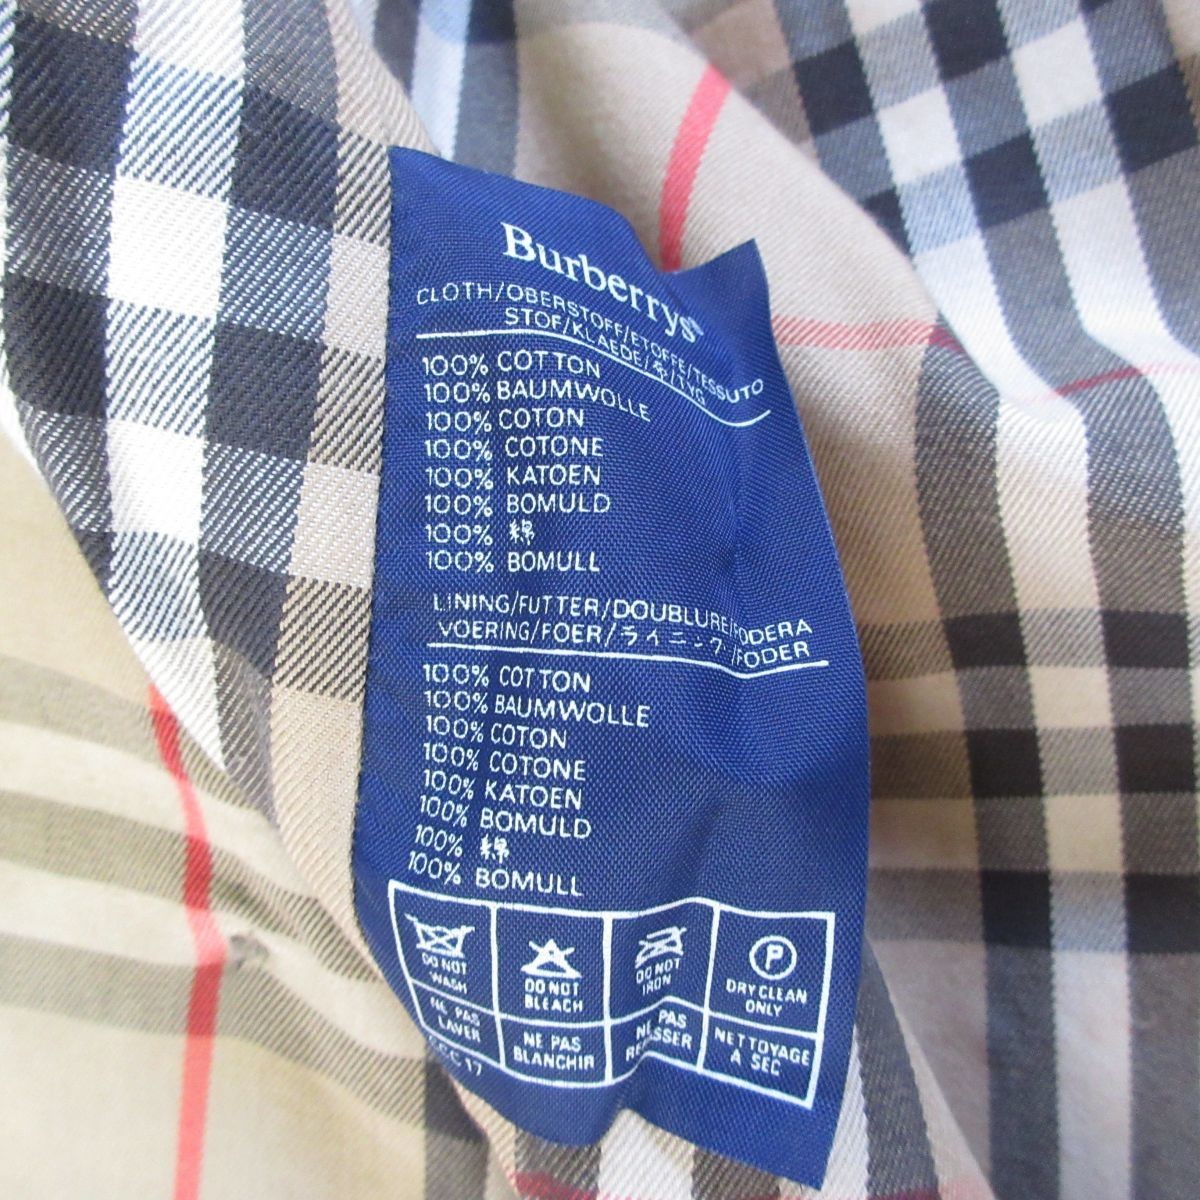 Burberrys®
CLOTH/OBERSTOFF/ETOFFE/TESSUTO
STOF/KLAEDE/布/TYG
100% COTTON
100% BAUMWOLLE
100% COTON
100% COTONE
100% KATOEN
100% BOMULD
100% 綿
100% BOMULL
LINING/FUTTER/DOUBLURE/FODERA
VOERING/FOER/ライニング/FODER
100% COTTON
100% BAUMWOLLE
100% COTON
100% COTONE
100% KATOEN
100% BOMULD
100% 綿
100% BOMULL
DO NOT
WASH
DO NOT
BLEACH
DO NOT
IRON
P
DRY CLEAN
ONLY
NE PAS
LAVER
NE PAS
BLANCHIR
NE PAS
REPASSER
NETTOYAGE
A SEC
17